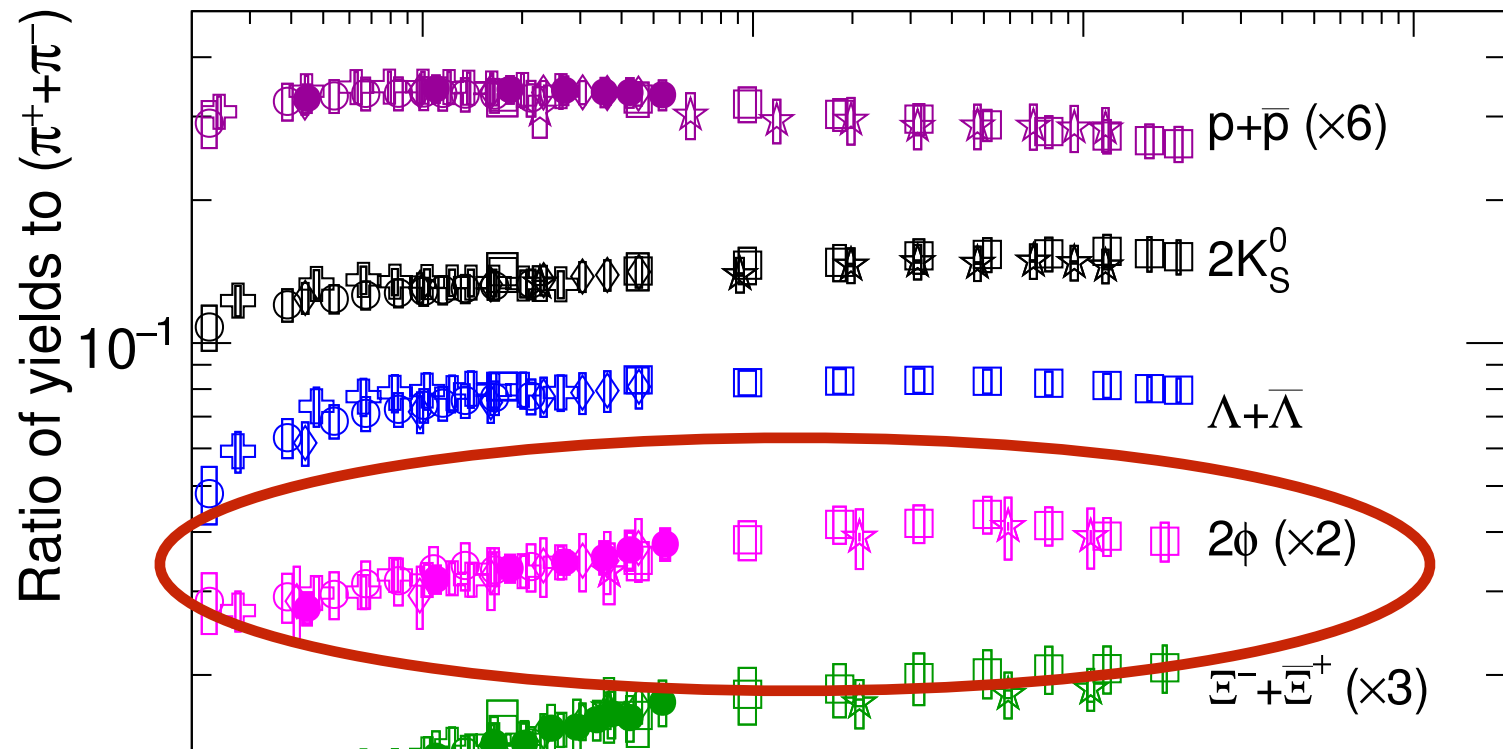 Ratio of yields to (π⁺+π⁻)
p+p̅ (×6)
2K⁰_S
10⁻¹
Λ+Λ̅
2ϕ (×2)
Ξ⁻+Ξ̅⁺ (×3)